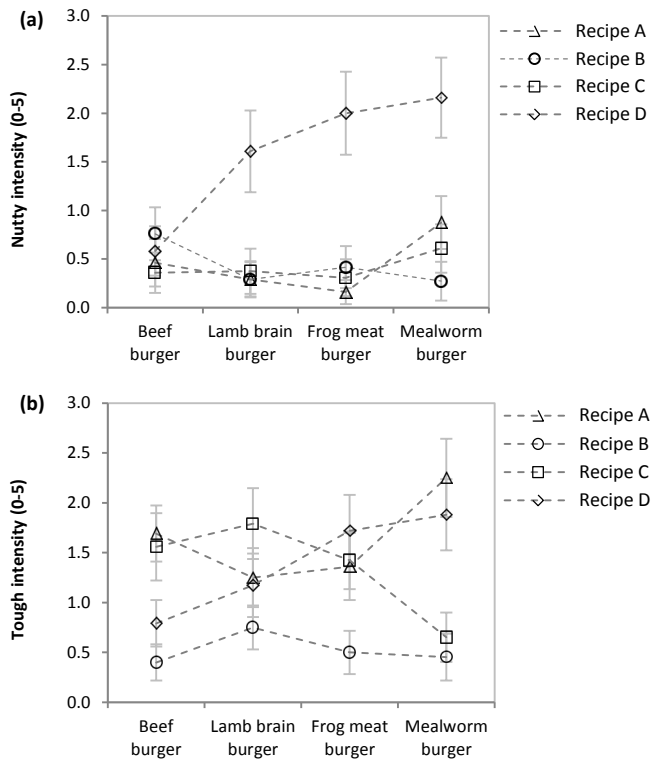 (a)
3.0
2.5
2.0
1.5
1.0
0.5
0.0
Nutty intensity (0-5)
Beef
burger
Lamb brain
burger
Frog meat
burger
Mealworm
burger
Recipe A
Recipe B
Recipe C
Recipe D
(b)
3.0
2.5
2.0
1.5
1.0
0.5
0.0
Tough intensity (0-5)
Beef
burger
Lamb brain
burger
Frog meat
burger
Mealworm
burger
Recipe A
Recipe B
Recipe C
Recipe D